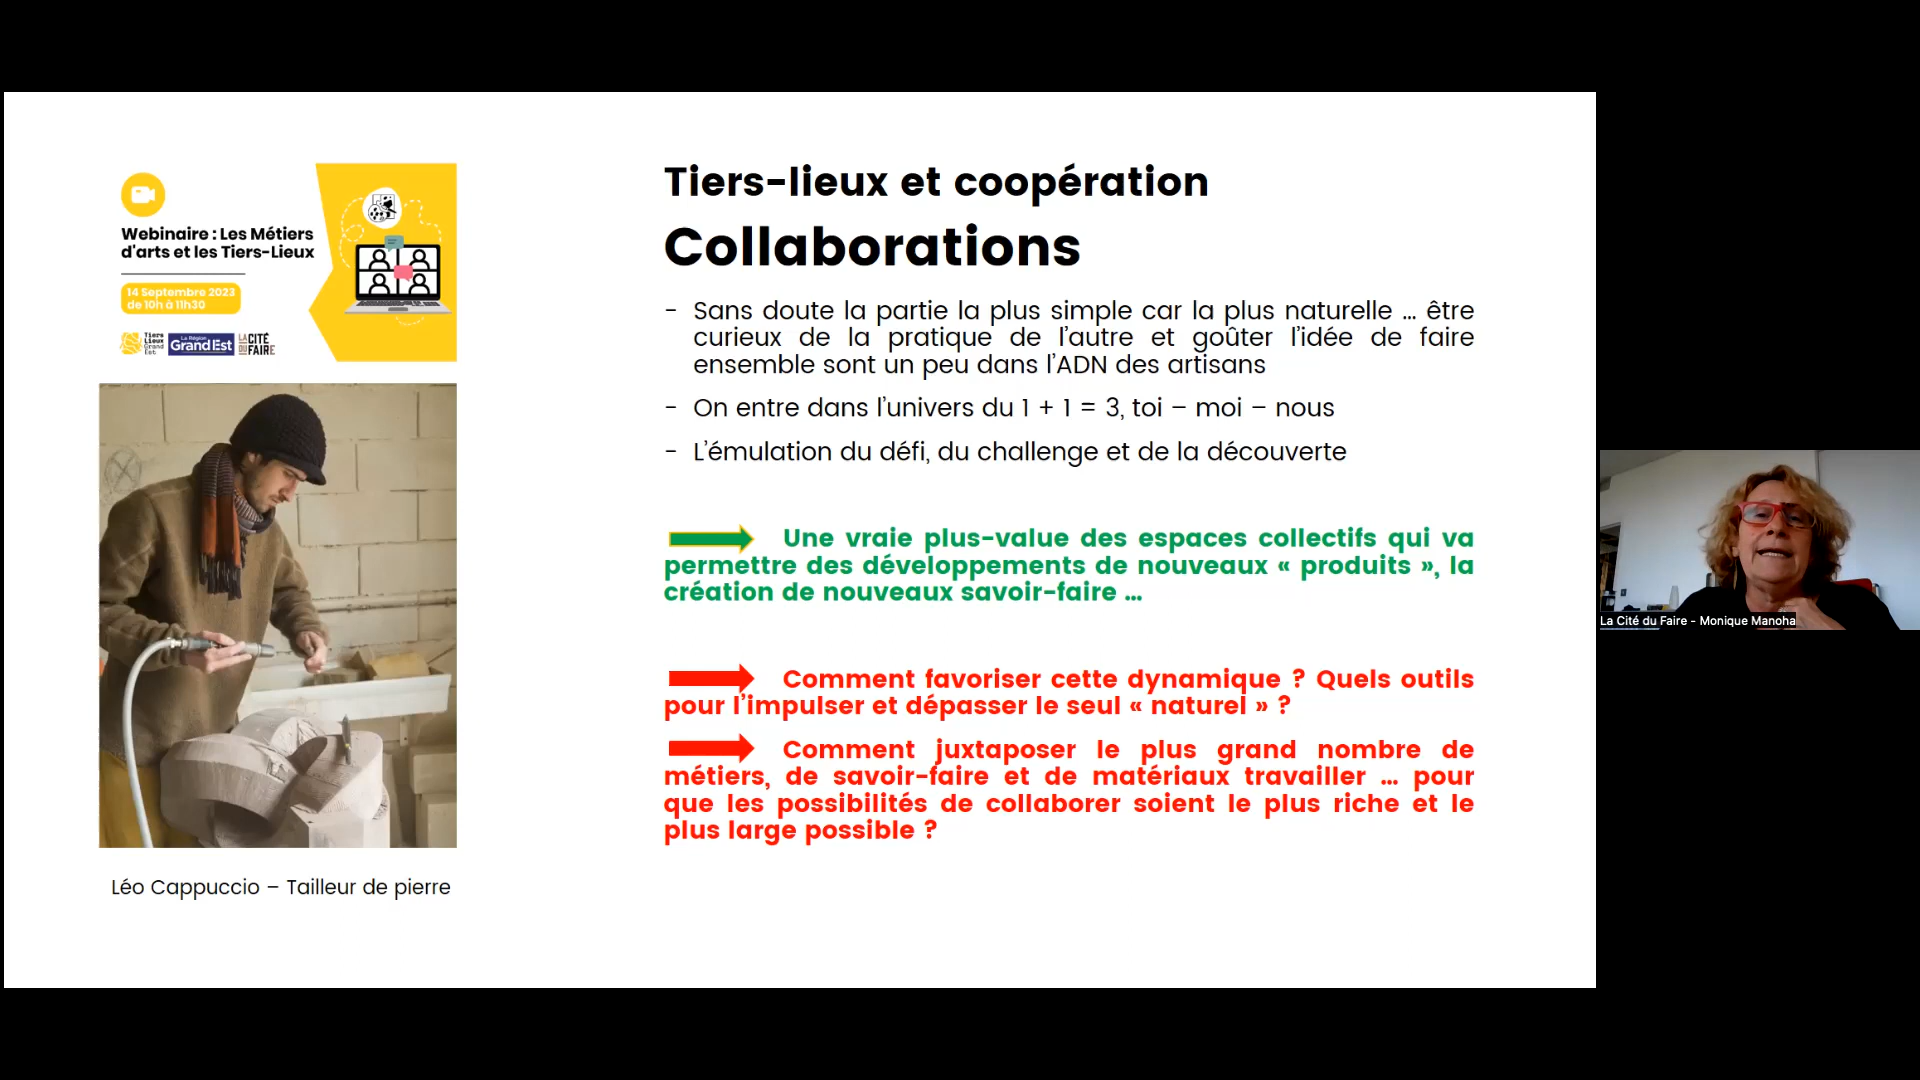 Webinaire : Les Métiers
d'arts et les Tiers-Lieux
14 Septembre 2023
de 10h à 11h30
Tiers
Lieux
Grand
Est
La Région
Grand Est
LA CITÉ
DU FAIRE
Léo Cappuccio – Tailleur de pierre
Tiers-lieux et coopération
Collaborations
- Sans doute la partie la plus simple car la plus naturelle ... être
curieux de la pratique de l'autre et goûter l'idée de faire
ensemble sont un peu dans l'ADN des artisans
- On entre dans l'univers du 1 + 1 = 3, toi – moi – nous
- L'émulation du défi, du challenge et de la découverte
Une vraie plus-value des espaces collectifs qui va
permettre des développements de nouveaux « produits », la
création de nouveaux savoir-faire ...
Comment favoriser cette dynamique ? Quels outils
pour l'impulser et dépasser le seul « naturel » ?
Comment juxtaposer le plus grand nombre de
métiers, de savoir-faire et de matériaux travailler ... pour
que les possibilités de collaborer soient le plus riche et le
plus large possible ?
La Cité du Faire - Monique Manoha